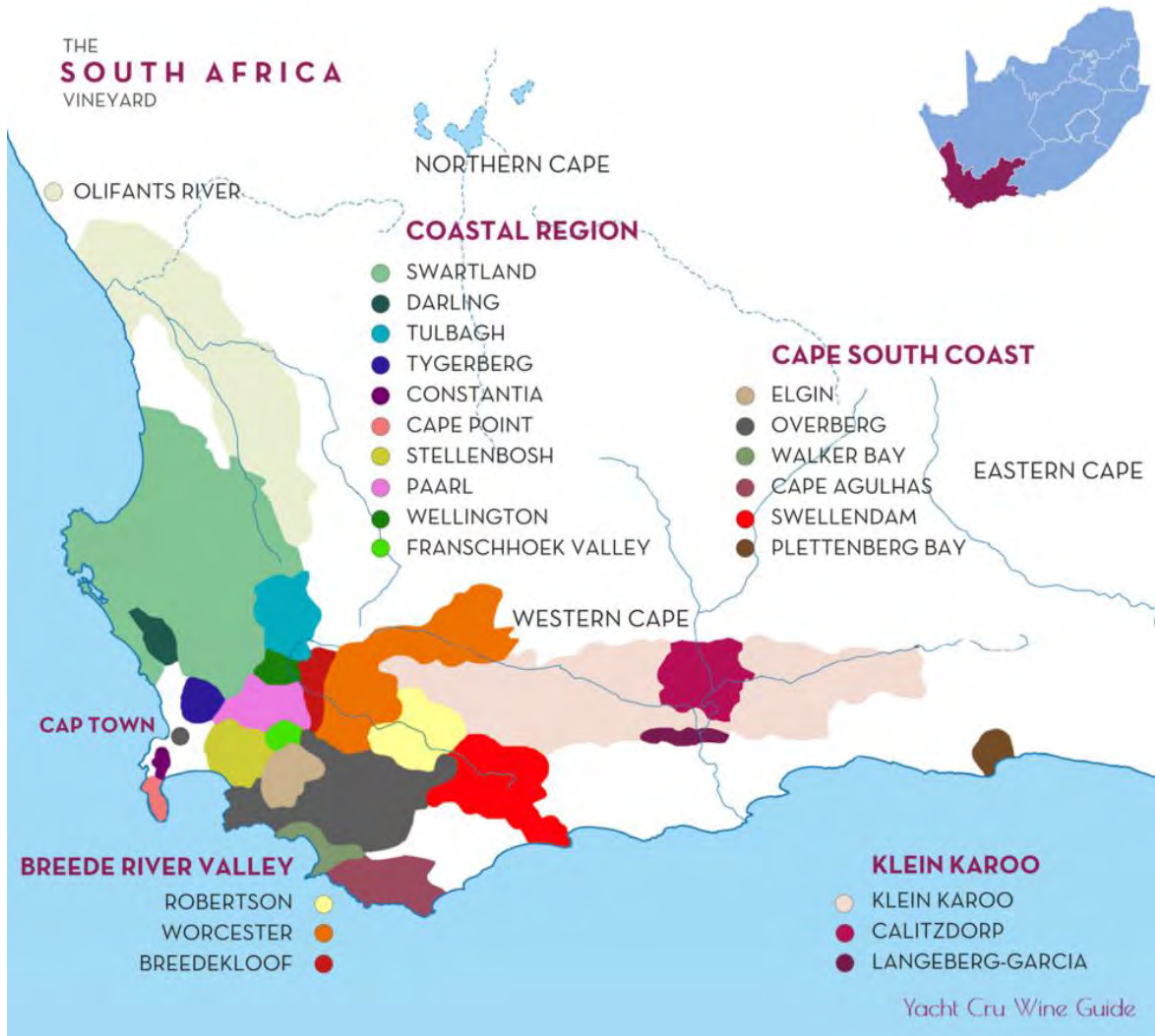 THE
SOUTH AFRICA
VINEYARD
OLIFANTS RIVER
NORTHERN CAPE
COASTAL REGION
SWARTLAND
DARLING
TULBAGH
TYGERBERG
CONSTANTIA
CAPE POINT
STELLENBOSH
PAARL
WELLINGTON
FRANSCHHOEK VALLEY
CAPE SOUTH COAST
ELGIN
OVERBERG
WALKER BAY
CAPE AGULHAS
SWELLENDAM
PLETTENBERG BAY
EASTERN CAPE
WESTERN CAPE
CAP TOWN
BREEDE RIVER VALLEY
ROBERTSON
WORCESTER
BREEDEKLOOF
KLEIN KAROO
KLEIN KAROO
CALITZDORP
LANGEBERG-GARCIA
Yacht Cru Wine Guide